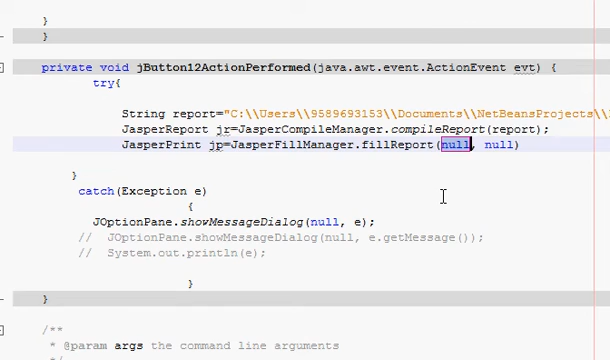 }
}
private void jButton12ActionPerformed(java.awt.event.ActionEvent evt) {
try{
String report="C:\\Users\\9589693153\\Documents\\NetBeansProjects\\
JasperReport jr=JasperCompileManager.compileReport(report);
JasperPrint jp=JasperFillManager.fillReport(null, null)
}
catch(Exception e)
{
JOptionPane.showMessageDialog(null, e);
// JOptionPane.showMessageDialog(null, e.getMessage());
// System.out.println(e);
}
}
/**
* @param args the command line arguments
*/